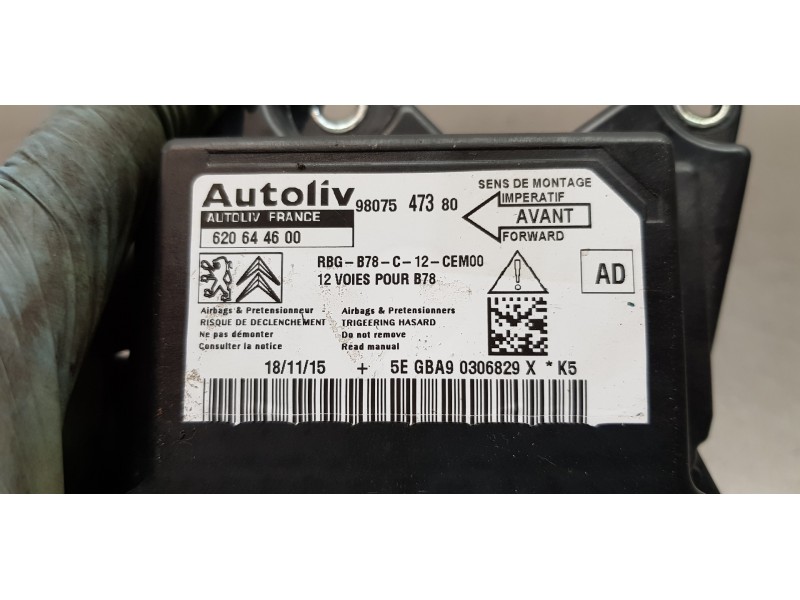 Autoliv
AUTOLIV FRANCE
620 64 46 00
98075 473 80
SENS DE MONTAGE
IMPERATIF
AVANT
FORWARD
RBG-B78-C-12-CEM00
12 VOIES POUR B78
AD
Airbags & Pretensionneur
RISQUE DE DECLENCHEMENT
Ne pas démonter
Consulter la notice
Airbags & Pretensionners
TRIGEERING HASARD
Do not remove
Read manual
18/11/15 + 5E GBA9 0306829 X * K5